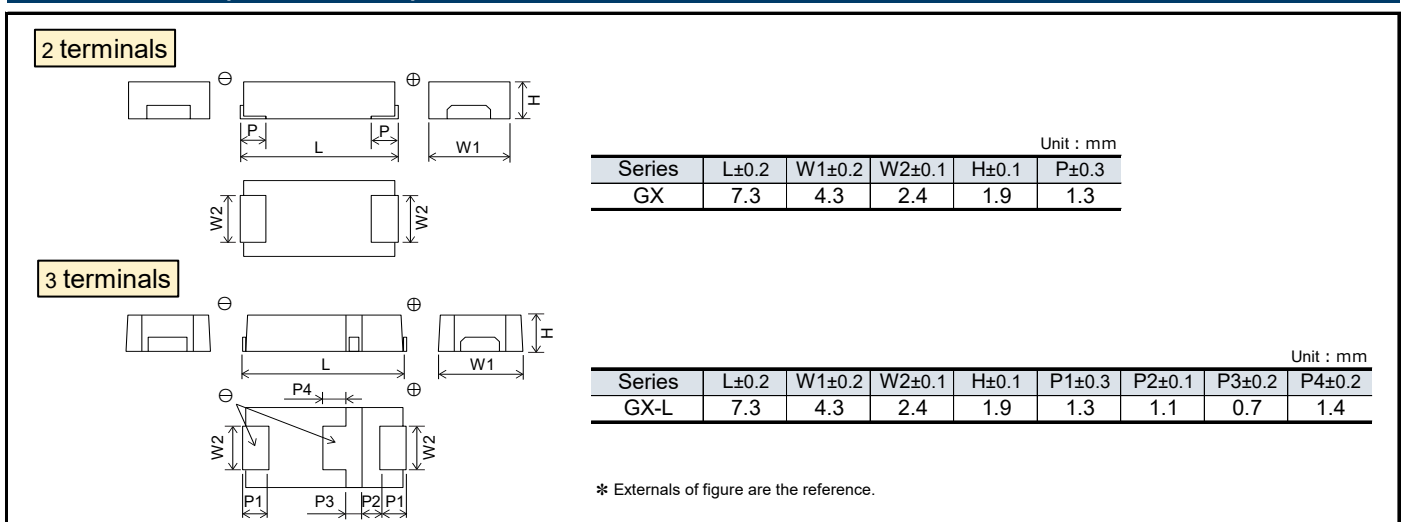 2 terminals
⊖ ⊕
H
P P
L W1
Unit : mm
Series L±0.2 W1±0.2 W2±0.1 H±0.1 P±0.3
GX 7.3 4.3 2.4 1.9 1.3
W2 W2
3 terminals
⊖ ⊕
H
L W1
Unit : mm
Series L±0.2 W1±0.2 W2±0.1 H±0.1 P1±0.3 P2±0.1 P3±0.2 P4±0.2
GX-L 7.3 4.3 2.4 1.9 1.3 1.1 0.7 1.4
⊖ P4 ⊕
W2 W2
P1 P3 P2 P1
✻ Externals of figure are the reference.